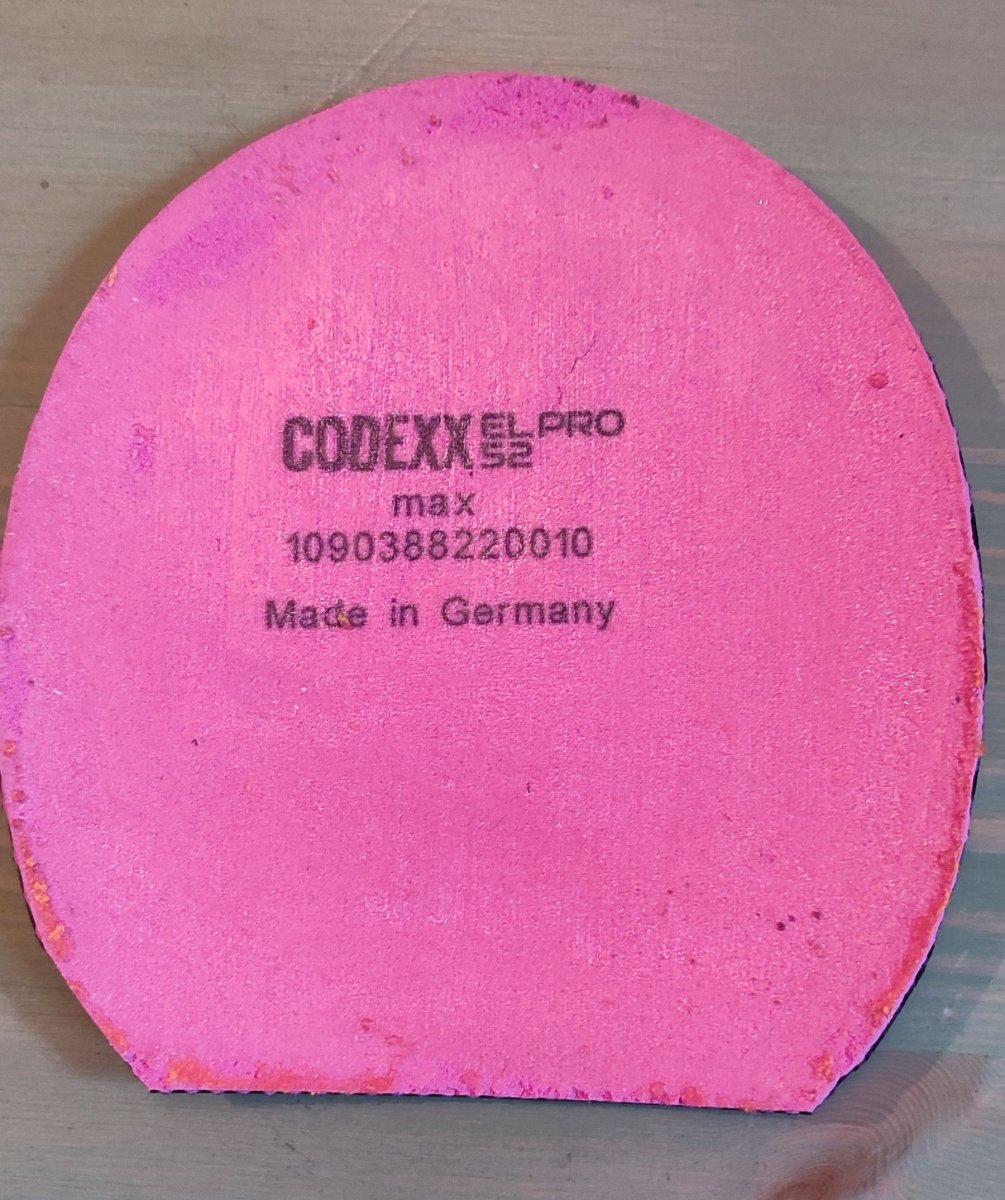 CODEXX EL PRO
52
max
1090388220010
Made in Germany